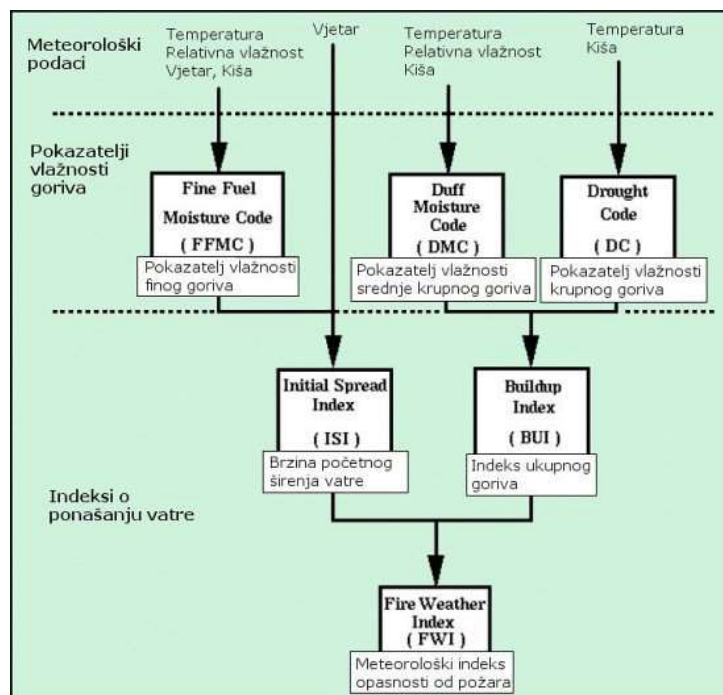 Meteorološki
podaci
Temperatura
Relativna vlažnost
Vjetar, Kiša
Vjetar
Temperatura
Relativna vlažnost
Kiša
Temperatura
Kiša
Pokazatelji
vlažnosti
goriva
Fine Fuel
Moisture Code
( FFMC )
Pokazatelj vlažnosti
finog goriva
Duff
Moisture
Code
( DMC )
Pokazatelj vlažnosti
srednje krupnog goriva
Drought
Code
( DC )
Pokazatelj vlažnosti
krupnog goriva
Indeksi o
ponašanju vatre
Initial Spread
Index
( ISI )
Brzina početnog
širenja vatre
Buildup
Index
( BUI )
Indeks ukupnog
goriva
Fire Weather
Index
( FWI )
Meteorološki indeks
opasnosti od požara